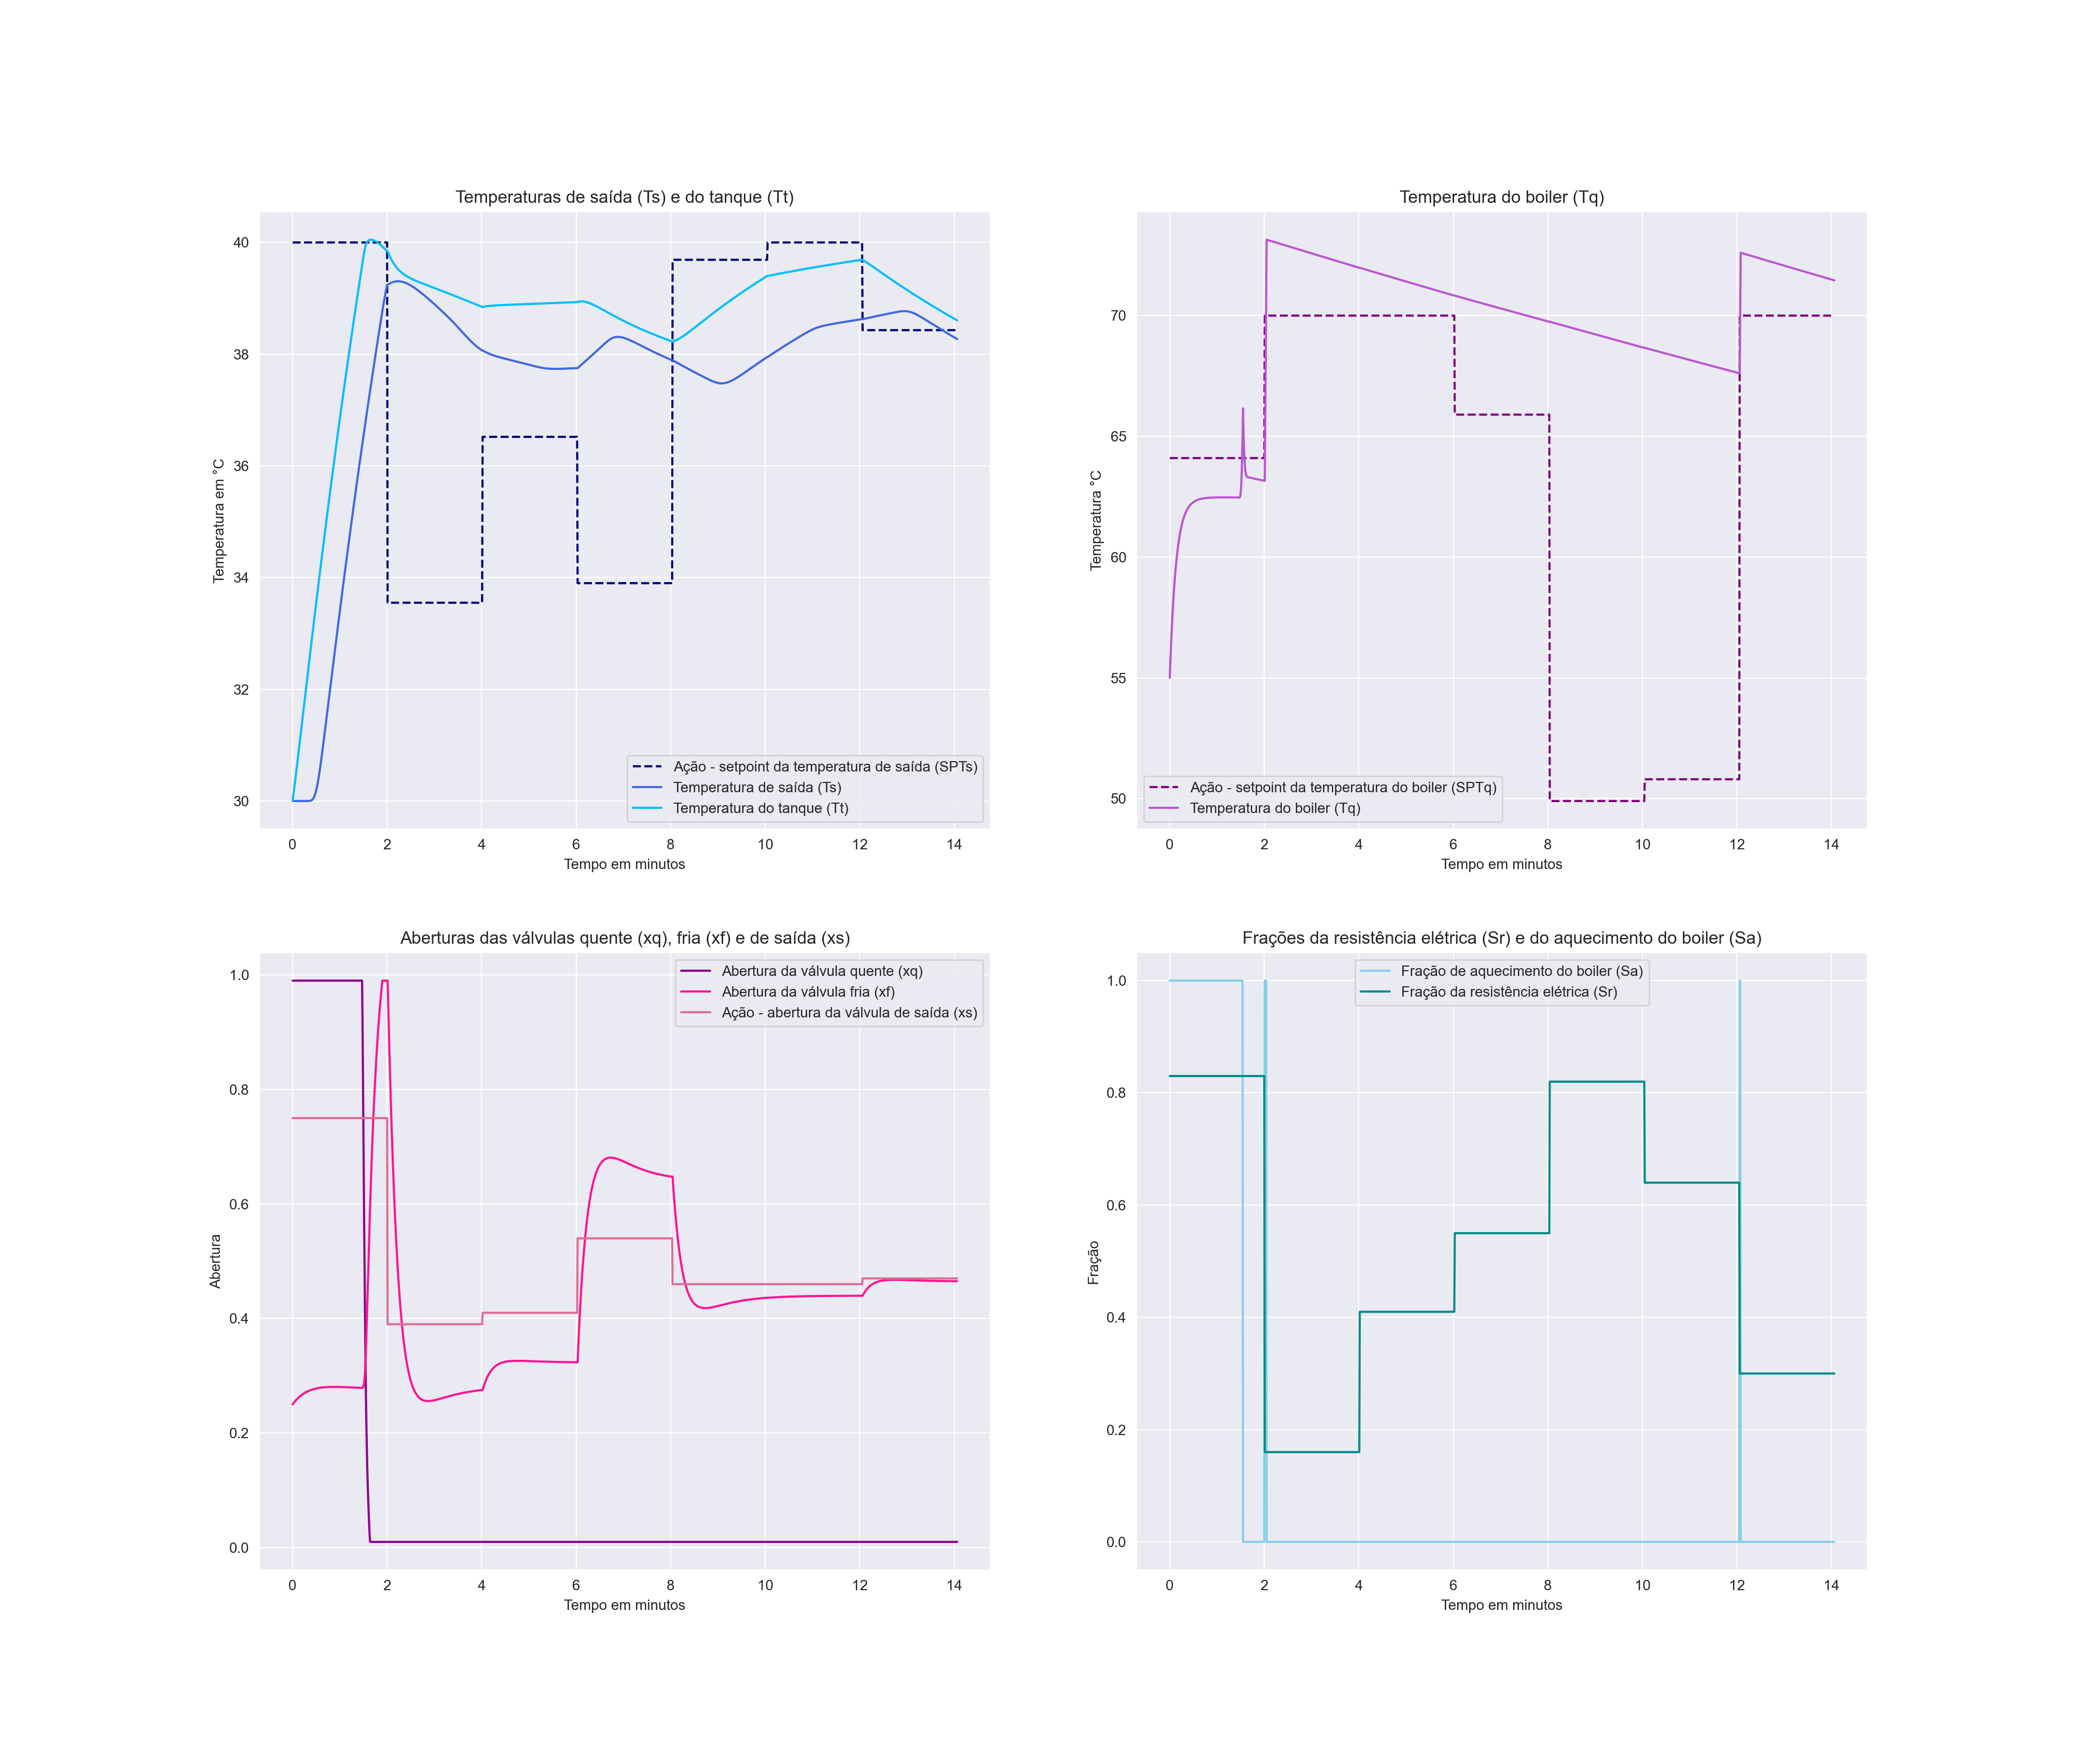 Temperaturas de saída (Ts) e do tanque (Tt)
40
38
36
34
32
30
Temperatura em °C
Ação - setpoint da temperatura de saída (SPTs)
Temperatura de saída (Ts)
Temperatura do tanque (Tt)
0 2 4 6 8 10 12 14
Tempo em minutos
Temperatura do boiler (Tq)
70
65
60
55
50
Temperatura °C
Ação - setpoint da temperatura do boiler (SPTq)
Temperatura do boiler (Tq)
0 2 4 6 8 10 12 14
Tempo em minutos
Aberturas das válvulas quente (xq), fria (xf) e de saída (xs)
1.0
0.8
0.6
0.4
0.2
0.0
Abertura
Abertura da válvula quente (xq)
Abertura da válvula fria (xf)
Ação - abertura da válvula de saída (xs)
0 2 4 6 8 10 12 14
Tempo em minutos
Frações da resistência elétrica (Sr) e do aquecimento do boiler (Sa)
1.0
0.8
0.6
0.4
0.2
0.0
Fração
Fração de aquecimento do boiler (Sa)
Fração da resistência elétrica (Sr)
0 2 4 6 8 10 12 14
Tempo em minutos